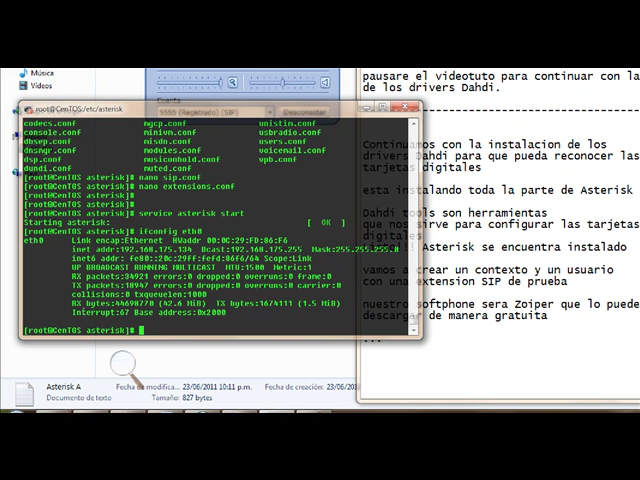 Música
Vídeos
Cuenta
5555 (Registrado) (SIP)
Desconectar
root@CenTOS:/etc/asterisk
codecs.conf mgcp.conf unistim.conf
console.conf minivm.conf usbradio.conf
dbsep.conf misdn.conf users.conf
dnsmgr.conf modules.conf voicemail.conf
dsp.conf musiconhold.conf vpb.conf
dundi.conf muted.conf
[root@CenTOS asterisk]# nano sip.conf
[root@CenTOS asterisk]# nano extensions.conf
[root@CenTOS asterisk]#
[root@CenTOS asterisk]#
[root@CenTOS asterisk]# service asterisk start
Starting asterisk: [ OK ]
[root@CenTOS asterisk]# ifconfig eth0
eth0 Link encap:Ethernet HWaddr 00:0C:29:FD:86:F6
inet addr:192.168.175.134 Bcast:192.168.175.255 Mask:255.255.255.0
inet6 addr: fe80::20c:29ff:fefd:86f6/64 Scope:Link
UP BROADCAST RUNNING MULTICAST MTU:1500 Metric:1
RX packets:34921 errors:0 dropped:0 overruns:0 frame:0
TX packets:18947 errors:0 dropped:0 overruns:0 carrier:0
collisions:0 txqueuelen:1000
RX bytes:44698770 (42.6 MiB) TX bytes:1674111 (1.5 MiB)
Interrupt:67 Base address:0x2000
[root@CenTOS asterisk]#
pausare el videotuto para continuar con la
de los drivers Dahdi.
Continuamos con la instalacion de los
drivers Dahdi para que pueda reconocer las
tarjetas digitales
esta instalando toda la parte de Asterisk
Dahdi tools son herramientas
que nos sirve para configurar las tarjetas
digitales
Asterisk se encuentra instalado
vamos a crear un contexto y un usuario
con una extension SIP de prueba
nuestro softphone sera Zoiper que lo puede
descargar de manera gratuita
...
Asterisk A
Documento de texto
Fecha de modifica... 23/06/2011 10:11 p.m.
Tamaño: 827 bytes
Fecha de creación: 23/06/201